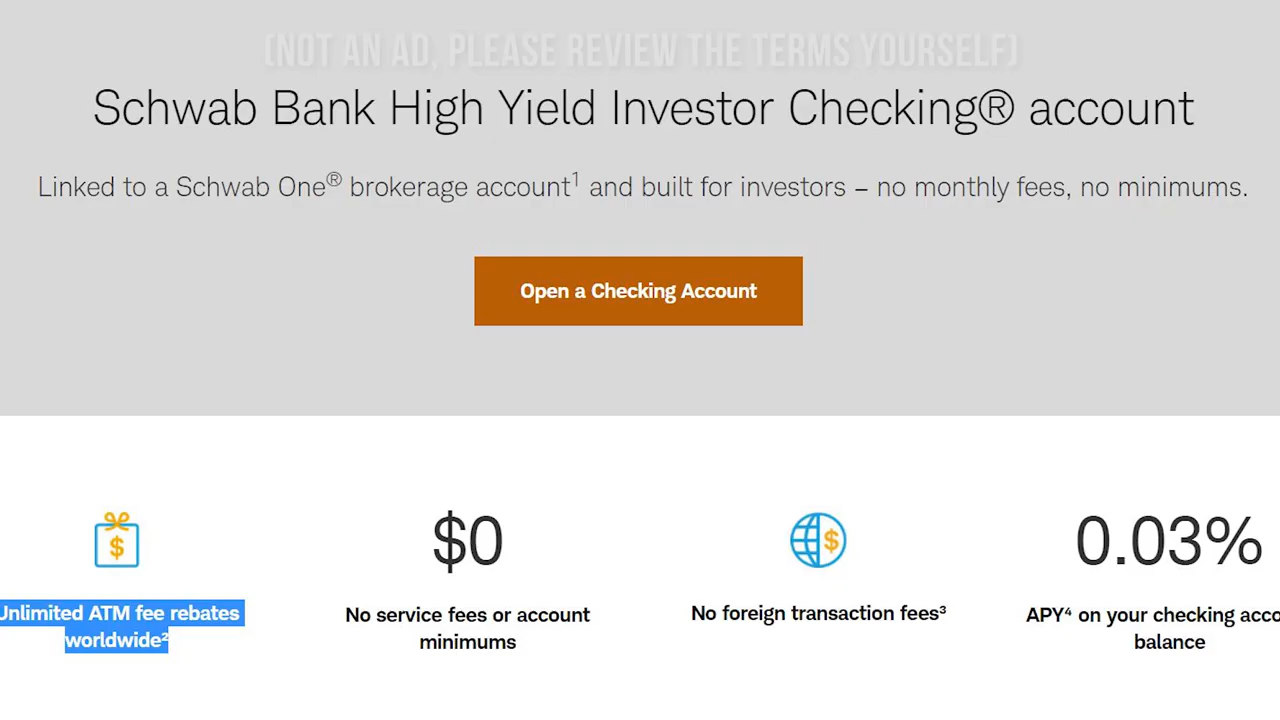 (NOT AN AD, PLEASE REVIEW THE TERMS YOURSELF)
Schwab Bank High Yield Investor Checking® account
Linked to a Schwab One® brokerage account¹ and built for investors – no monthly fees, no minimums.
Open a Checking Account
$
Unlimited ATM fee rebates
worldwide²
$0
No service fees or account
minimums
$
No foreign transaction fees³
0.03%
APY⁴ on your checking acco
balance